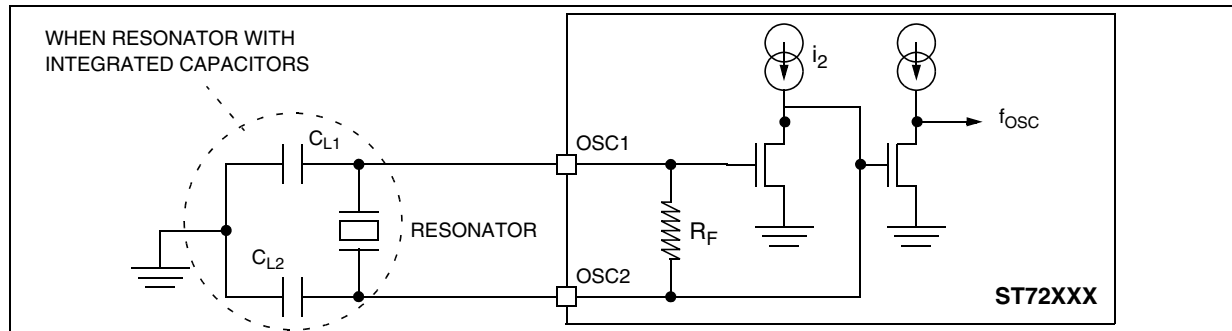 WHEN RESONATOR WITH
INTEGRATED CAPACITORS
i2
fOSC
CL1
OSC1
RESONATOR
RF
CL2
OSC2
ST72XXX